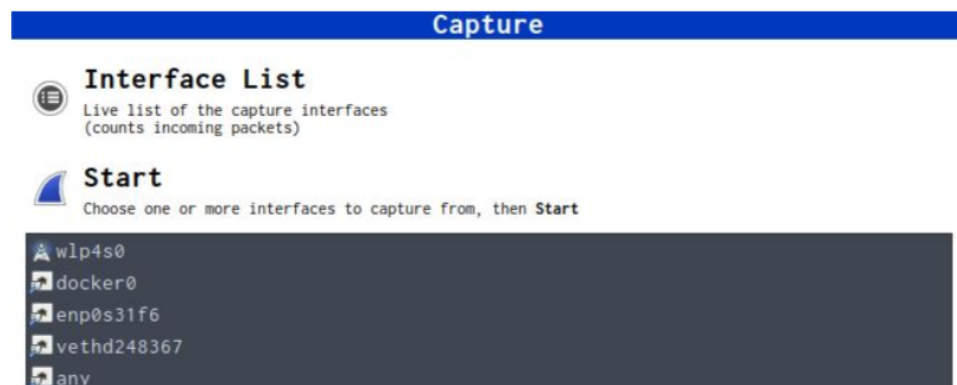 Capture
Interface List
Live list of the capture interfaces
(counts incoming packets)
Start
Choose one or more interfaces to capture from, then Start
wlp4s0
docker0
enp0s31f6
vethd248367
any